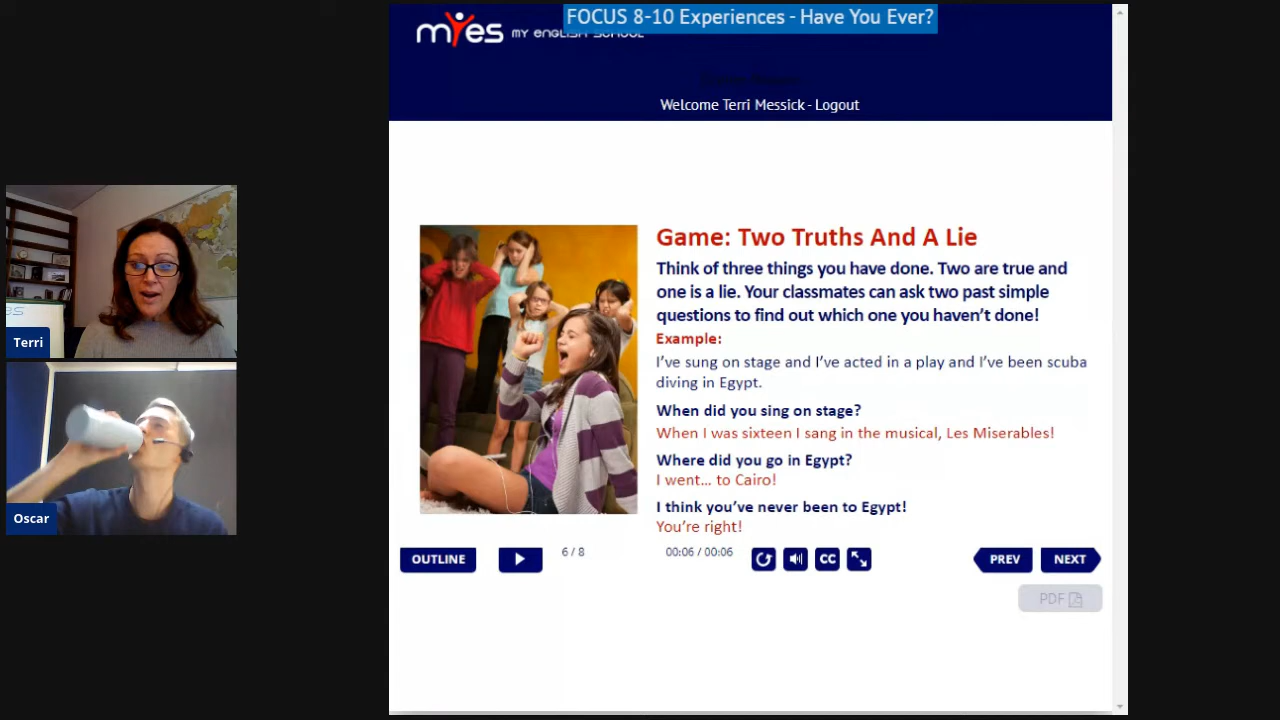 FOCUS 8-10 Experiences - Have You Ever?
myes MY ENGLISH SCHOOL
Welcome Terri Messick - Logout
Game: Two Truths And A Lie
Think of three things you have done. Two are true and
one is a lie. Your classmates can ask two past simple
questions to find out which one you haven't done!
Example:
I've sung on stage and I've acted in a play and I've been scuba
diving in Egypt.
When did you sing on stage?
When I was sixteen I sang in the musical, Les Miserables!
Where did you go in Egypt?
I went... to Cairo!
I think you've never been to Egypt!
You're right!
OUTLINE
6 / 8
00:06 / 00:06
CC
PREV
NEXT
PDF
Terri
Oscar